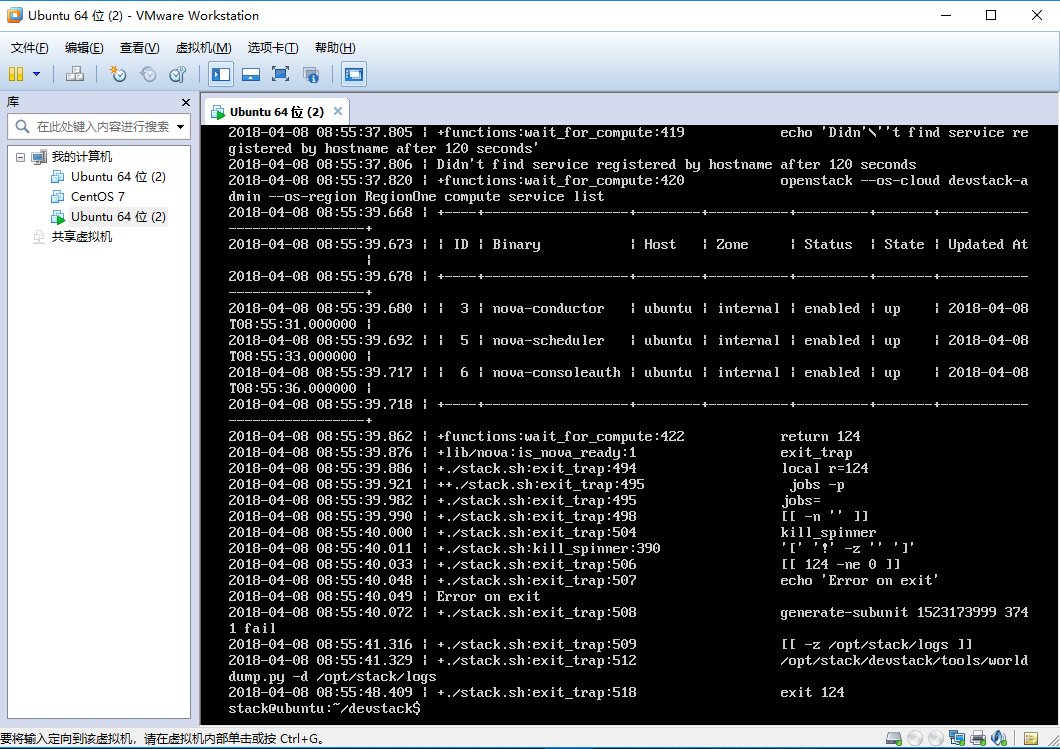 Ubuntu 64 位 (2) - VMware Workstation
文件(F) 编辑(E) 查看(V) 虚拟机(M) 选项卡(T) 帮助(H)
库
在此处键入内容进行搜索
我的计算机
Ubuntu 64 位 (2)
CentOS 7
Ubuntu 64 位 (2)
共享虚拟机
Ubuntu 64 位 (2)
2018-04-08 08:55:37.805 | +functions:wait_for_compute:419            echo 'Didn'\''t find service re
gistered by hostname after 120 seconds'
2018-04-08 08:55:37.806 | Didn't find service registered by hostname after 120 seconds
2018-04-08 08:55:37.820 | +functions:wait_for_compute:420            openstack --os-cloud devstack-a
dmin --os-region RegionOne compute service list
2018-04-08 08:55:39.668 | +----+------------------+--------+----------+---------+-------+-----------
-----------------+
2018-04-08 08:55:39.673 | | ID | Binary           | Host   | Zone     | Status  | State | Updated At
                 |
2018-04-08 08:55:39.678 | +----+------------------+--------+----------+---------+-------+-----------
-----------------+
2018-04-08 08:55:39.680 | |  3 | nova-conductor   | ubuntu | internal | enabled | up    | 2018-04-08
T08:55:31.000000 |
2018-04-08 08:55:39.692 | |  5 | nova-scheduler   | ubuntu | internal | enabled | up    | 2018-04-08
T08:55:33.000000 |
2018-04-08 08:55:39.717 | |  6 | nova-consoleauth | ubuntu | internal | enabled | up    | 2018-04-08
T08:55:36.000000 |
2018-04-08 08:55:39.718 | +----+------------------+--------+----------+---------+-------+-----------
-----------------+
2018-04-08 08:55:39.862 | +functions:wait_for_compute:422            return 124
2018-04-08 08:55:39.876 | +lib/nova:is_nova_ready:1                  exit_trap
2018-04-08 08:55:39.886 | +./stack.sh:exit_trap:494                  local r=124
2018-04-08 08:55:39.921 | ++./stack.sh:exit_trap:495                  jobs -p
2018-04-08 08:55:39.982 | +./stack.sh:exit_trap:495                  jobs=
2018-04-08 08:55:39.990 | +./stack.sh:exit_trap:498                  [[ -n '' ]]
2018-04-08 08:55:40.000 | +./stack.sh:exit_trap:504                  kill_spinner
2018-04-08 08:55:40.011 | +./stack.sh:kill_spinner:390               '[' '!' -z '' ']'
2018-04-08 08:55:40.033 | +./stack.sh:exit_trap:506                  [[ 124 -ne 0 ]]
2018-04-08 08:55:40.048 | +./stack.sh:exit_trap:507                  echo 'Error on exit'
2018-04-08 08:55:40.049 | Error on exit
2018-04-08 08:55:40.072 | +./stack.sh:exit_trap:508                  generate-subunit 1523173999 374
1 fail
2018-04-08 08:55:41.316 | +./stack.sh:exit_trap:509                  [[ -z /opt/stack/logs ]]
2018-04-08 08:55:41.329 | +./stack.sh:exit_trap:512                  /opt/stack/devstack/tools/world
dump.py -d /opt/stack/logs
2018-04-08 08:55:48.409 | +./stack.sh:exit_trap:518                  exit 124
stack@ubuntu:~/devstack$
要将输入定向到该虚拟机，请在虚拟机内部单击或按 Ctrl+G。